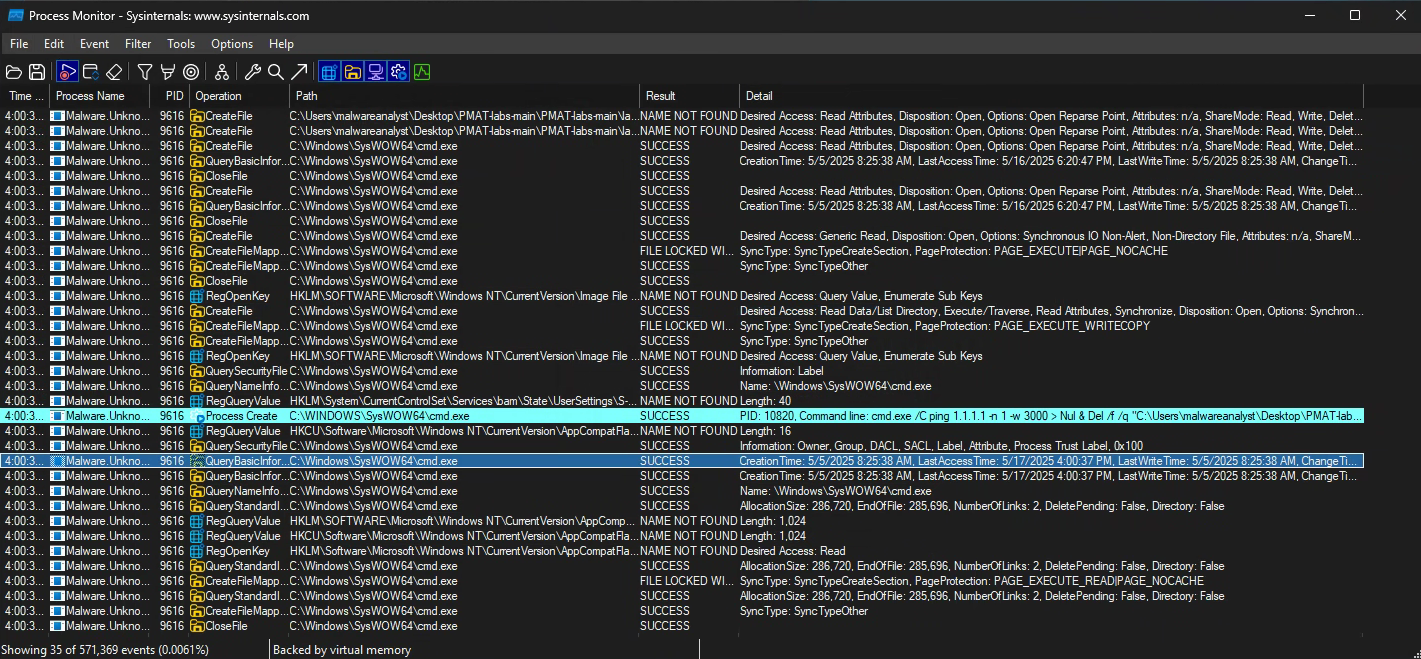 Process Monitor - Sysinternals: www.sysinternals.com
File Edit Event Filter Tools Options Help
Time ... Process Name PID Operation Path Result Detail
4:00:3... Malware.Unkno... 9616 CreateFile C:\Users\malwareanalyst\Desktop\PMAT-labs-main\PMAT-labs-main\la... NAME NOT FOUND Desired Access: Read Attributes, Disposition: Open, Options: Open Reparse Point, Attributes: n/a, ShareMode: Read, Write, Delet...
4:00:3... Malware.Unkno... 9616 CreateFile C:\Users\malwareanalyst\Desktop\PMAT-labs-main\PMAT-labs-main\la... NAME NOT FOUND Desired Access: Read Attributes, Disposition: Open, Options: Open Reparse Point, Attributes: n/a, ShareMode: Read, Write, Delet...
4:00:3... Malware.Unkno... 9616 CreateFile C:\Windows\SysWOW64\cmd.exe SUCCESS Desired Access: Read Attributes, Disposition: Open, Options: Open Reparse Point, Attributes: n/a, ShareMode: Read, Write, Delet...
4:00:3... Malware.Unkno... 9616 QueryBasicInfor... C:\Windows\SysWOW64\cmd.exe SUCCESS CreationTime: 5/5/2025 8:25:38 AM, LastAccessTime: 5/16/2025 6:20:47 PM, LastWriteTime: 5/5/2025 8:25:38 AM, ChangeTi...
4:00:3... Malware.Unkno... 9616 CloseFile C:\Windows\SysWOW64\cmd.exe SUCCESS
4:00:3... Malware.Unkno... 9616 CreateFile C:\Windows\SysWOW64\cmd.exe SUCCESS Desired Access: Read Attributes, Disposition: Open, Options: Open Reparse Point, Attributes: n/a, ShareMode: Read, Write, Delet...
4:00:3... Malware.Unkno... 9616 QueryBasicInfor... C:\Windows\SysWOW64\cmd.exe SUCCESS CreationTime: 5/5/2025 8:25:38 AM, LastAccessTime: 5/16/2025 6:20:47 PM, LastWriteTime: 5/5/2025 8:25:38 AM, ChangeTi...
4:00:3... Malware.Unkno... 9616 CloseFile C:\Windows\SysWOW64\cmd.exe SUCCESS
4:00:3... Malware.Unkno... 9616 CreateFile C:\Windows\SysWOW64\cmd.exe SUCCESS Desired Access: Generic Read, Disposition: Open, Options: Synchronous IO Non-Alert, Non-Directory File, Attributes: n/a, ShareM...
4:00:3... Malware.Unkno... 9616 CreateFileMapp... C:\Windows\SysWOW64\cmd.exe FILE LOCKED WI... SyncType: SyncTypeCreateSection, PageProtection: PAGE_EXECUTE|PAGE_NOCACHE
4:00:3... Malware.Unkno... 9616 CreateFileMapp... C:\Windows\SysWOW64\cmd.exe SUCCESS SyncType: SyncTypeOther
4:00:3... Malware.Unkno... 9616 CloseFile C:\Windows\SysWOW64\cmd.exe SUCCESS
4:00:3... Malware.Unkno... 9616 RegOpenKey HKLM\SOFTWARE\Microsoft\Windows NT\CurrentVersion\Image File ... NAME NOT FOUND Desired Access: Query Value, Enumerate Sub Keys
4:00:3... Malware.Unkno... 9616 CreateFile C:\Windows\SysWOW64\cmd.exe SUCCESS Desired Access: Read Data/List Directory, Execute/Traverse, Read Attributes, Synchronize, Disposition: Open, Options: Synchron...
4:00:3... Malware.Unkno... 9616 CreateFileMapp... C:\Windows\SysWOW64\cmd.exe FILE LOCKED WI... SyncType: SyncTypeCreateSection, PageProtection: PAGE_EXECUTE_WRITECOPY
4:00:3... Malware.Unkno... 9616 CreateFileMapp... C:\Windows\SysWOW64\cmd.exe SUCCESS SyncType: SyncTypeOther
4:00:3... Malware.Unkno... 9616 RegOpenKey HKLM\SOFTWARE\Microsoft\Windows NT\CurrentVersion\Image File ... NAME NOT FOUND Desired Access: Query Value, Enumerate Sub Keys
4:00:3... Malware.Unkno... 9616 QuerySecurityFile C:\Windows\SysWOW64\cmd.exe SUCCESS Information: Label
4:00:3... Malware.Unkno... 9616 QueryNameInfo... C:\Windows\SysWOW64\cmd.exe SUCCESS Name: \Windows\SysWOW64\cmd.exe
4:00:3... Malware.Unkno... 9616 RegQueryValue HKLM\System\CurrentControlSet\Services\bam\State\UserSettings\S-... NAME NOT FOUND Length: 40
4:00:3... Malware.Unkno... 9616 Process Create C:\WINDOWS\SysWOW64\cmd.exe SUCCESS PID: 10820, Command line: cmd.exe /C ping 1.1.1.1 -n 1 -w 3000 > Nul & Del /f /q "C:\Users\malwareanalyst\Desktop\PMAT-lab...
4:00:3... Malware.Unkno... 9616 RegQueryValue HKCU\Software\Microsoft\Windows NT\CurrentVersion\AppCompatFla... NAME NOT FOUND Length: 16
4:00:3... Malware.Unkno... 9616 QuerySecurityFile C:\Windows\SysWOW64\cmd.exe SUCCESS Information: Owner, Group, DACL, SACL, Label, Attribute, Process Trust Label, 0x100
4:00:3... Malware.Unkno... 9616 QueryBasicInfor... C:\Windows\SysWOW64\cmd.exe SUCCESS CreationTime: 5/5/2025 8:25:38 AM, LastAccessTime: 5/17/2025 4:00:37 PM, LastWriteTime: 5/5/2025 8:25:38 AM, ChangeTi...
4:00:3... Malware.Unkno... 9616 QueryBasicInfor... C:\Windows\SysWOW64\cmd.exe SUCCESS CreationTime: 5/5/2025 8:25:38 AM, LastAccessTime: 5/17/2025 4:00:37 PM, LastWriteTime: 5/5/2025 8:25:38 AM, ChangeTi...
4:00:3... Malware.Unkno... 9616 QueryNameInfo... C:\Windows\SysWOW64\cmd.exe SUCCESS Name: \Windows\SysWOW64\cmd.exe
4:00:3... Malware.Unkno... 9616 QueryStandardI... C:\Windows\SysWOW64\cmd.exe SUCCESS AllocationSize: 286,720, EndOfFile: 285,696, NumberOfLinks: 2, DeletePending: False, Directory: False
4:00:3... Malware.Unkno... 9616 RegQueryValue HKLM\SOFTWARE\Microsoft\Windows NT\CurrentVersion\AppComp... NAME NOT FOUND Length: 1,024
4:00:3... Malware.Unkno... 9616 RegQueryValue HKCU\Software\Microsoft\Windows NT\CurrentVersion\AppCompatFla... NAME NOT FOUND Length: 1,024
4:00:3... Malware.Unkno... 9616 RegOpenKey HKLM\Software\Microsoft\Windows NT\CurrentVersion\AppCompatFla... NAME NOT FOUND Desired Access: Read
4:00:3... Malware.Unkno... 9616 QueryStandardI... C:\Windows\SysWOW64\cmd.exe SUCCESS AllocationSize: 286,720, EndOfFile: 285,696, NumberOfLinks: 2, DeletePending: False, Directory: False
4:00:3... Malware.Unkno... 9616 CreateFileMapp... C:\Windows\SysWOW64\cmd.exe FILE LOCKED WI... SyncType: SyncTypeCreateSection, PageProtection: PAGE_EXECUTE_READ|PAGE_NOCACHE
4:00:3... Malware.Unkno... 9616 QueryStandardI... C:\Windows\SysWOW64\cmd.exe SUCCESS AllocationSize: 286,720, EndOfFile: 285,696, NumberOfLinks: 2, DeletePending: False, Directory: False
4:00:3... Malware.Unkno... 9616 CreateFileMapp... C:\Windows\SysWOW64\cmd.exe SUCCESS SyncType: SyncTypeOther
4:00:3... Malware.Unkno... 9616 CloseFile C:\Windows\SysWOW64\cmd.exe SUCCESS
Showing 35 of 571,369 events (0.0061%) Backed by virtual memory